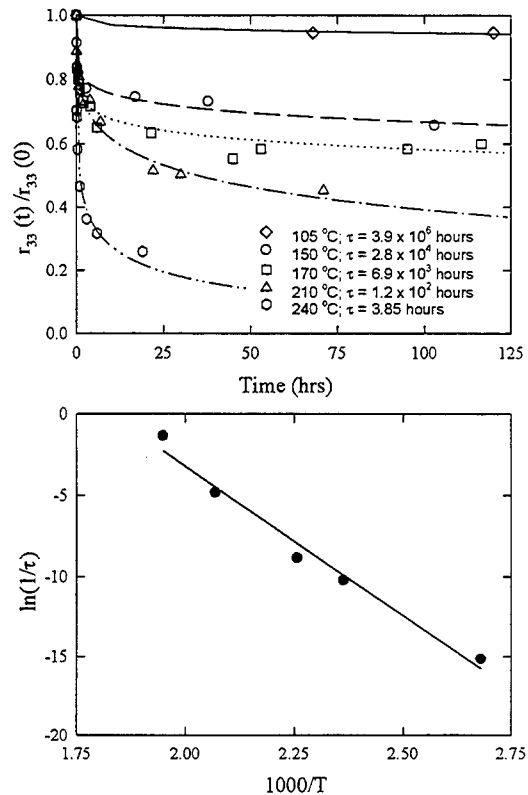 r33 (t) /r33 (0)
1.0
0.8
0.6
0.4
0.2
0.0
105 °C; τ = 3.9 x 10^6 hours
150 °C; τ = 2.8 x 10^4 hours
170 °C; τ = 6.9 x 10^3 hours
210 °C; τ = 1.2 x 10^2 hours
240 °C; τ = 3.85 hours
0 25 50 75 100 125
Time (hrs)
ln(1/τ)
0
-5
-10
-15
-20
1.75 2.00 2.25 2.50 2.75
1000/T